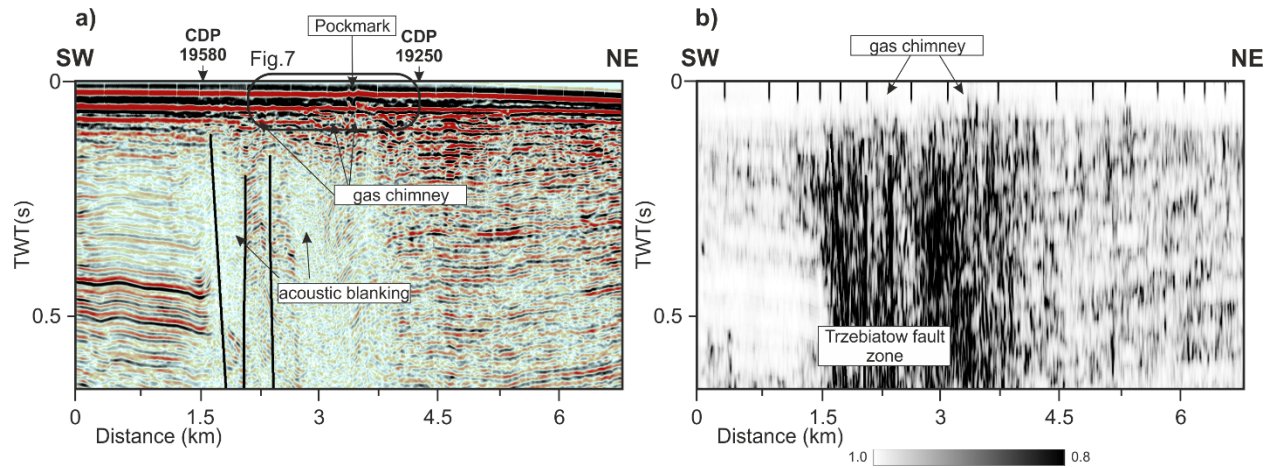 a)
Pockmark
CDP
19580
CDP
19250
SW
Fig.7
NE
0
gas chimney
acoustic blanking
0.5
TWT(s)
0
1.5
3
4.5
6
Distance (km)
b)
SW
gas chimney
NE
0
Trzebiatow fault
zone
0.5
TWT(s)
0
1.5
3
4.5
6
Distance (km)
1.0
0.8